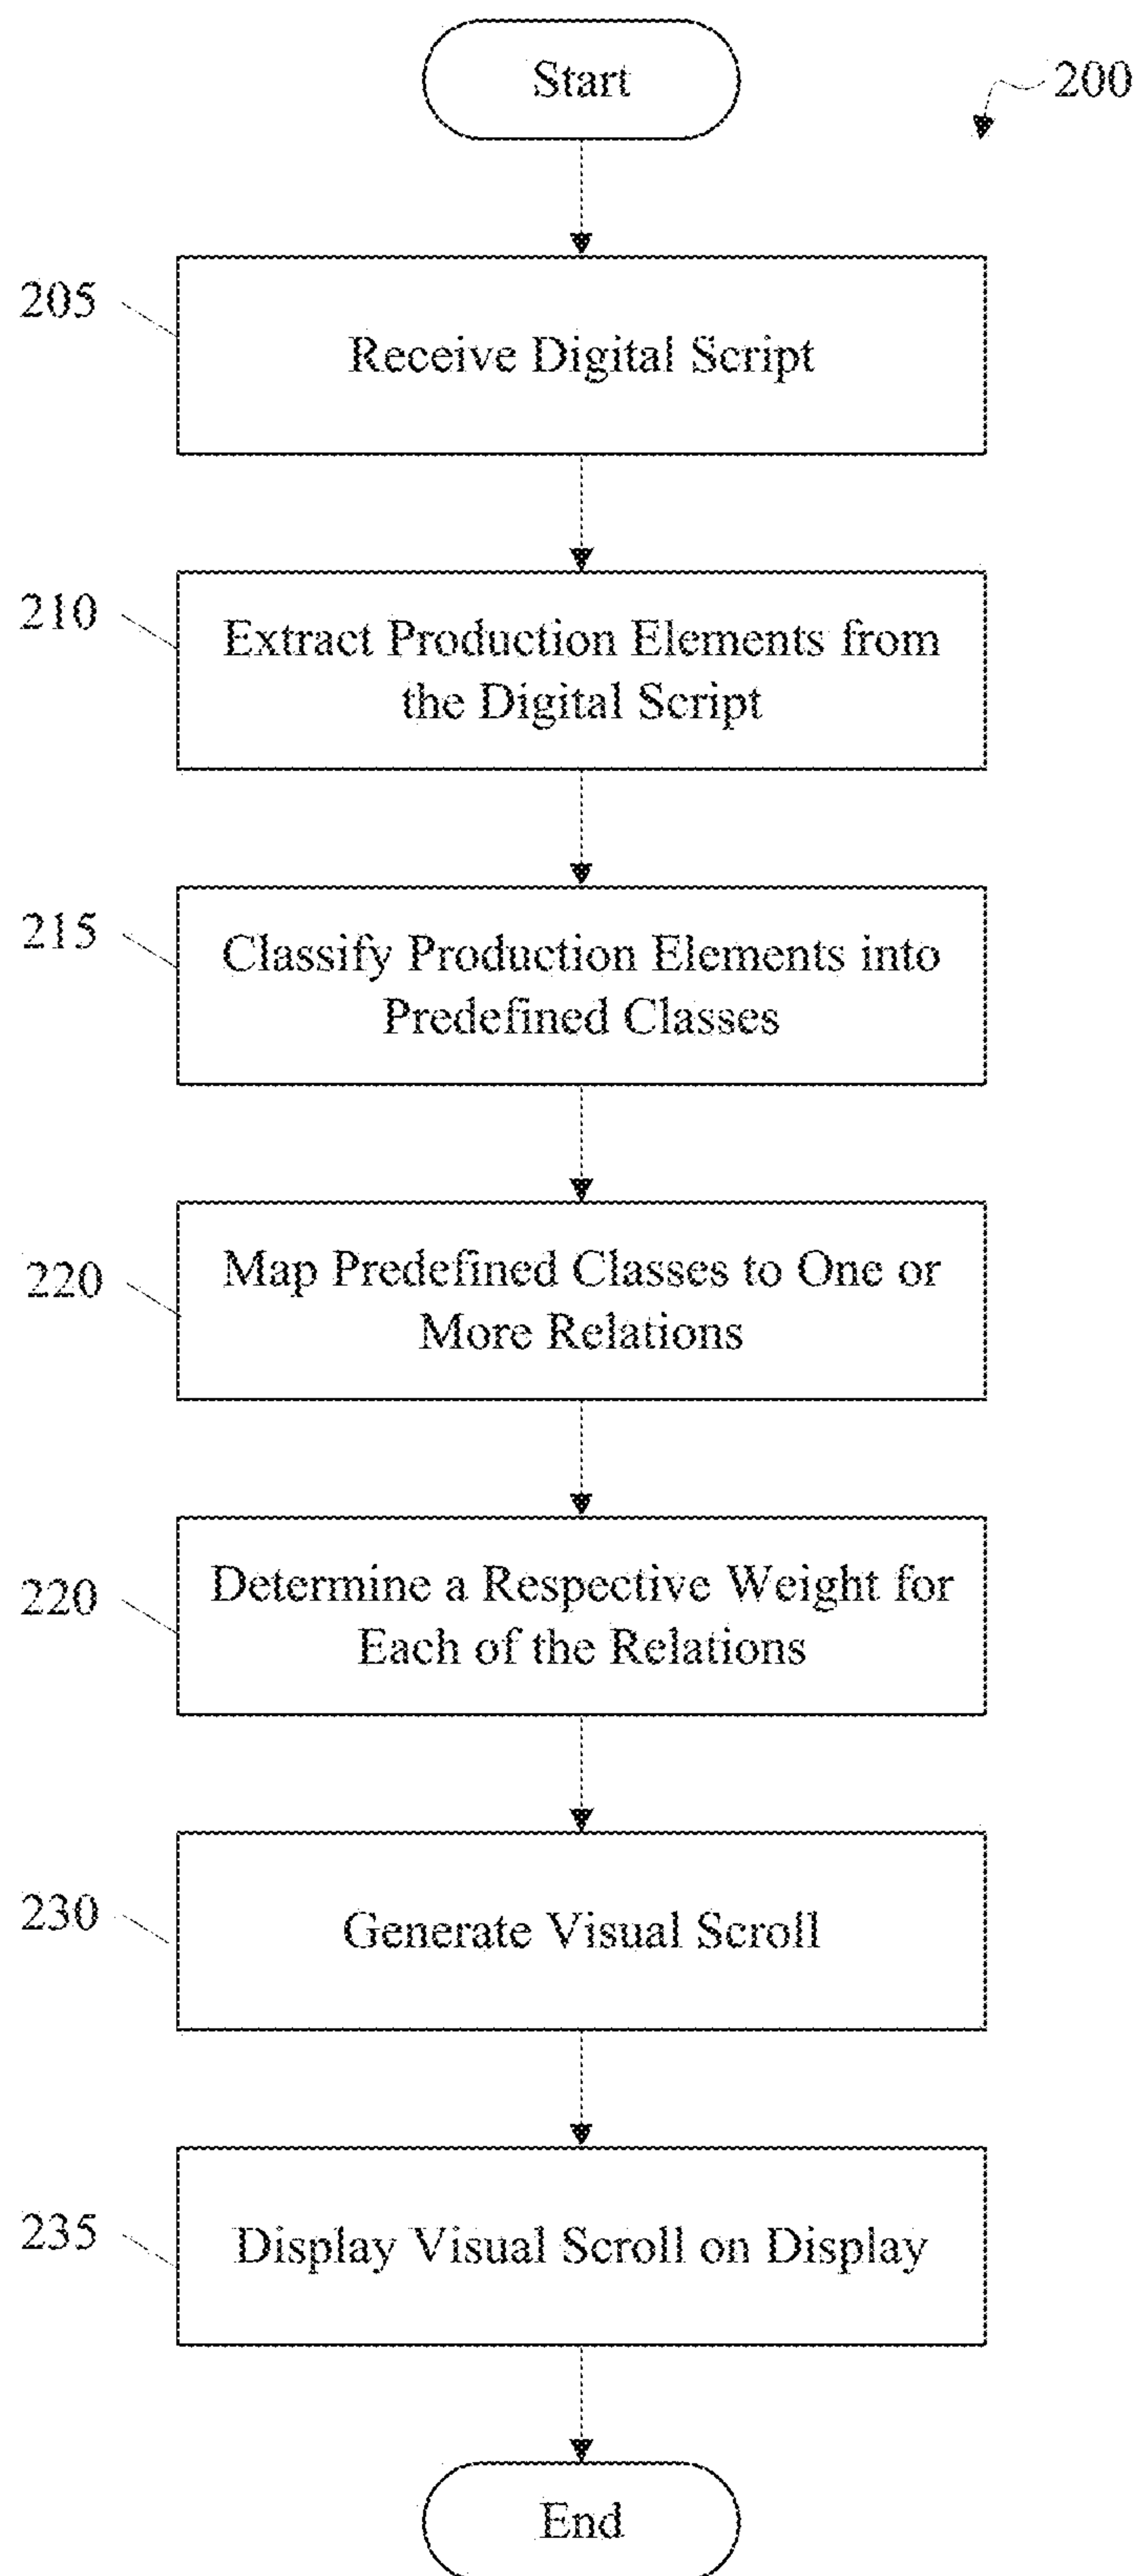 Start
200
205
Receive Digital Script
210
Extract Production Elements from
the Digital Script
215
Classify Production Elements into
Predefined Classes
220
Map Predefined Classes to One or
More Relations
220
Determine a Respective Weight for
Each of the Relations
230
Generate Visual Scroll
235
Display Visual Scroll on Display
End